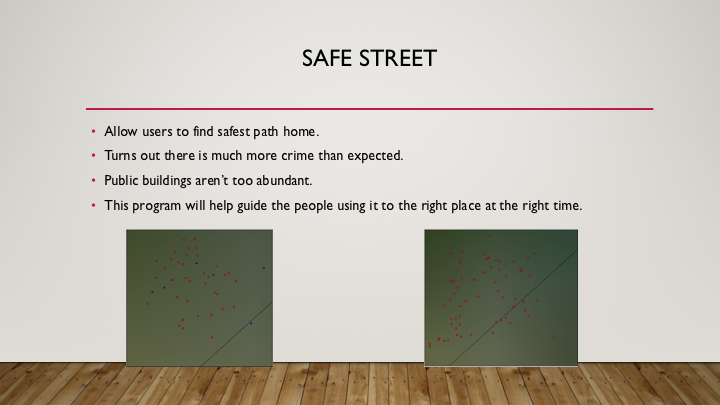 SAFE STREET
• Allow users to find safest path home.
• Turns out there is much more crime than expected.
• Public buildings aren't too abundant.
• This program will help guide the people using it to the right place at the right time.